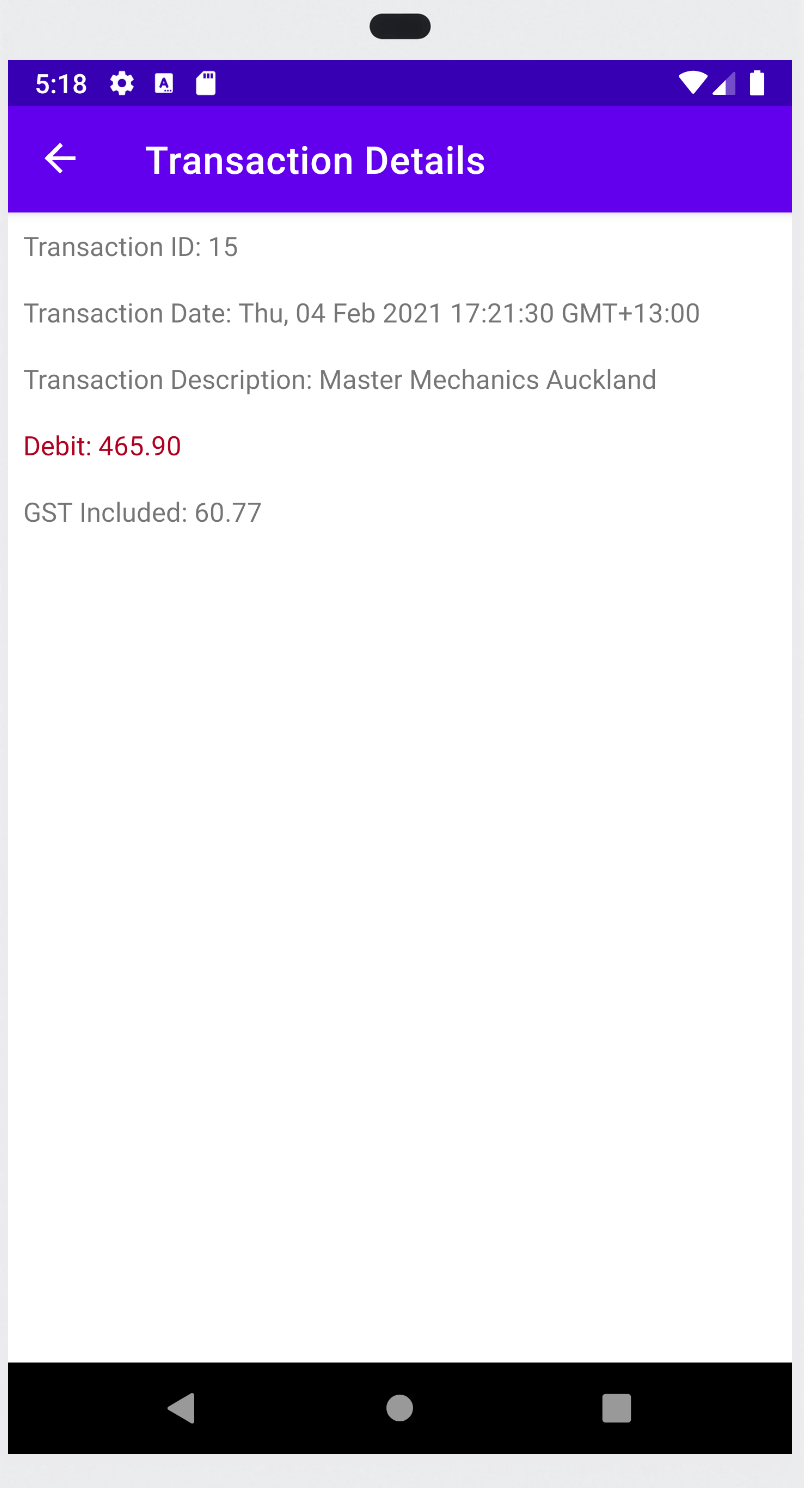 5:18
Transaction Details
Transaction ID: 15
Transaction Date: Thu, 04 Feb 2021 17:21:30 GMT+13:00
Transaction Description: Master Mechanics Auckland
Debit: 465.90
GST Included: 60.77